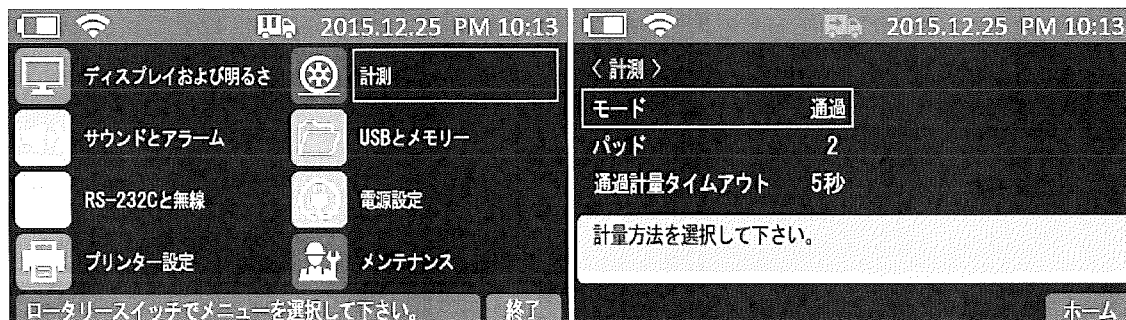 2015.12.25 PM 10:13
ディスプレイおよび明るさ
計測
サウンドとアラーム
USBとメモリー
RS-232Cと無線
電源設定
プリンター設定
メンテナンス
ロータリースイッチでメニューを選択して下さい。
終了
2015.12.25 PM 10:13
〈 計測 〉
モード 通過
パッド 2
通過計量タイムアウト 5秒
計量方法を選択して下さい。
ホーム